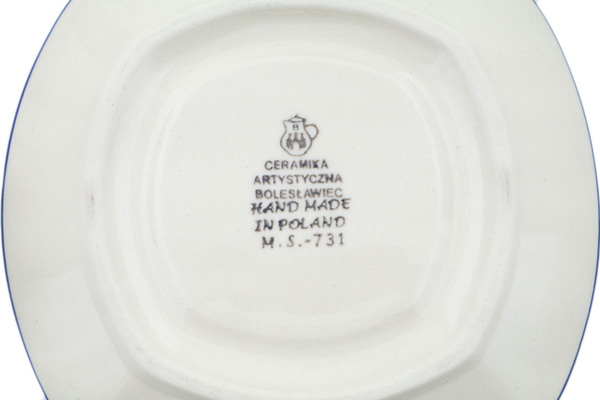 B
CERAMIKA
ARTYSTYCZNA
BOLESŁAWIEC
HAND MADE
IN POLAND
M.S.-731